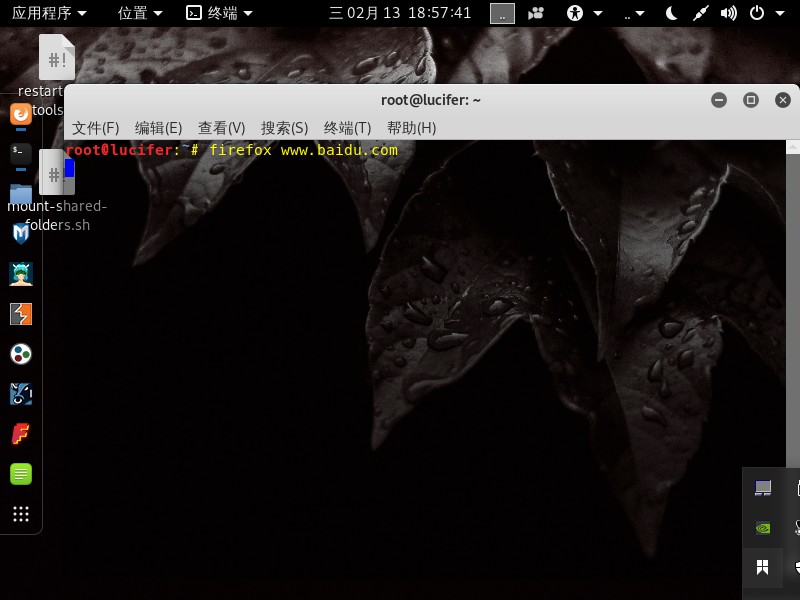 应用程序 位置 终端 三 02月 13 18:57:41
#!
restart
tools
root@lucifer: ~
文件(F) 编辑(E) 查看(V) 搜索(S) 终端(T) 帮助(H)
root@lucifer:~# firefox www.baidu.com
#
mount-shared-
folders.sh